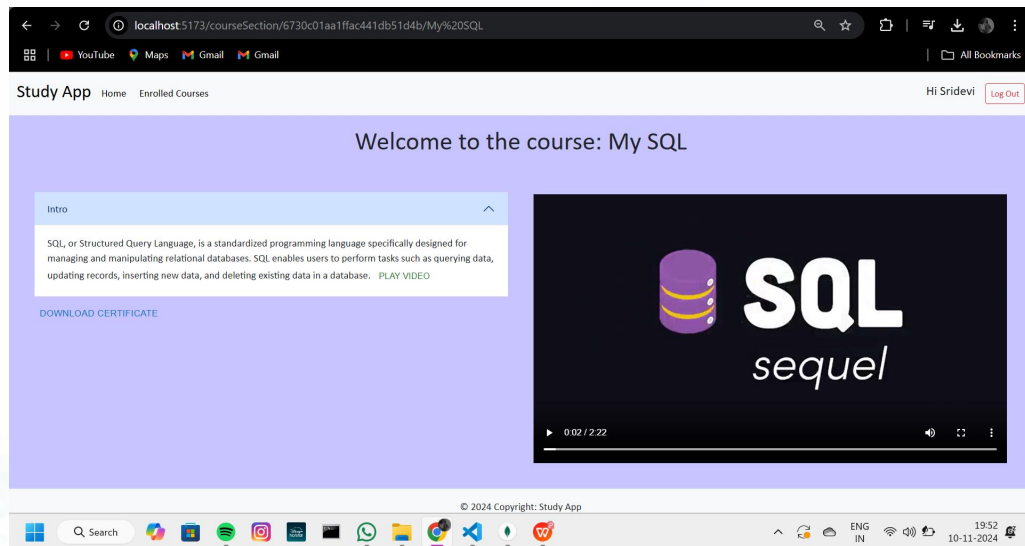 localhost:5173/courseSection/6730c01aa1ffac441db51d4b/My%20SQL
YouTube Maps Gmail Gmail All Bookmarks
Study App Home Enrolled Courses Hi Sridevi Log Out
Welcome to the course: My SQL
Intro
SQL, or Structured Query Language, is a standardized programming language specifically designed for
managing and manipulating relational databases. SQL enables users to perform tasks such as querying data,
updating records, inserting new data, and deleting existing data in a database. PLAY VIDEO
DOWNLOAD CERTIFICATE
SQL
sequel
0:02 / 2:22
© 2024 Copyright: Study App
Search
ENG
IN
19:52
10-11-2024